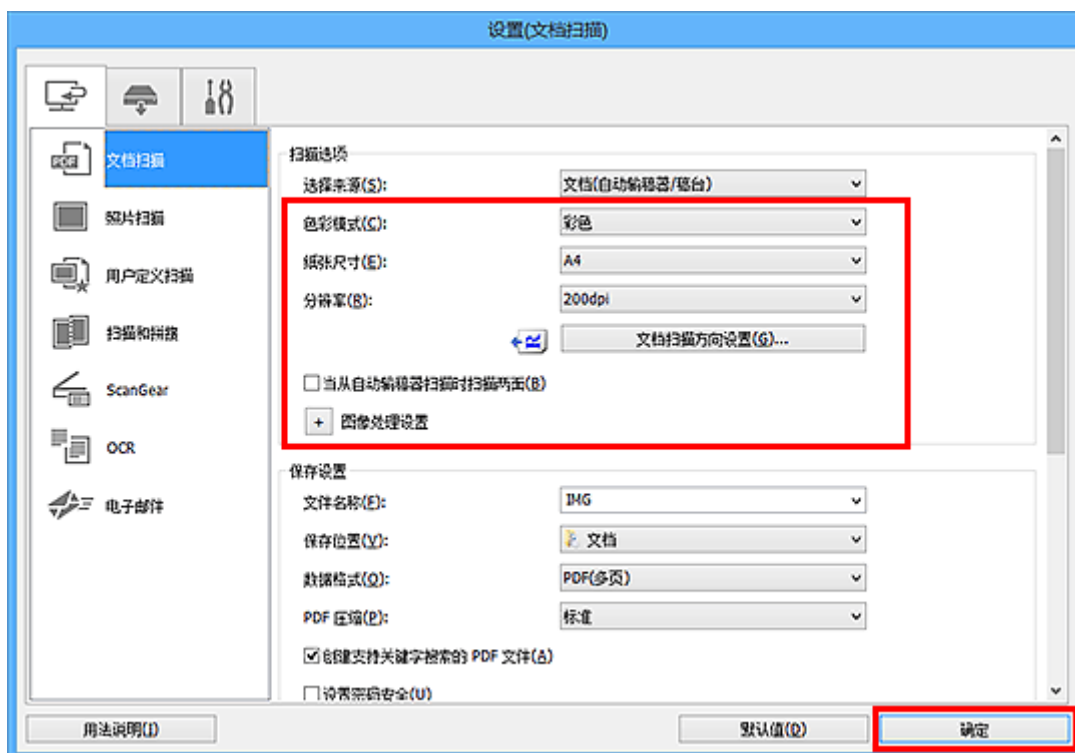 设置(文档扫描)
文档扫描
照片扫描
用户定义扫描
扫描和拼接
ScanGear
OCR
电子邮件
扫描选项
选择来源(S): 文档(自动输稿器/稿台)
色彩模式(C): 彩色
纸张尺寸(E): A4
分辨率(R): 200dpi
文档扫描方向设置(G)...
当从自动输稿器扫描时扫描两面(B)
+ 图像处理设置
保存设置
文件名称(F): IMG
保存位置(V): 文档
数据格式(O): PDF(多页)
PDF 压缩(P): 标准
创建支持关键字搜索的 PDF 文件(A)
设置密码安全(U)
用法说明(I) 默认值(D) 确定